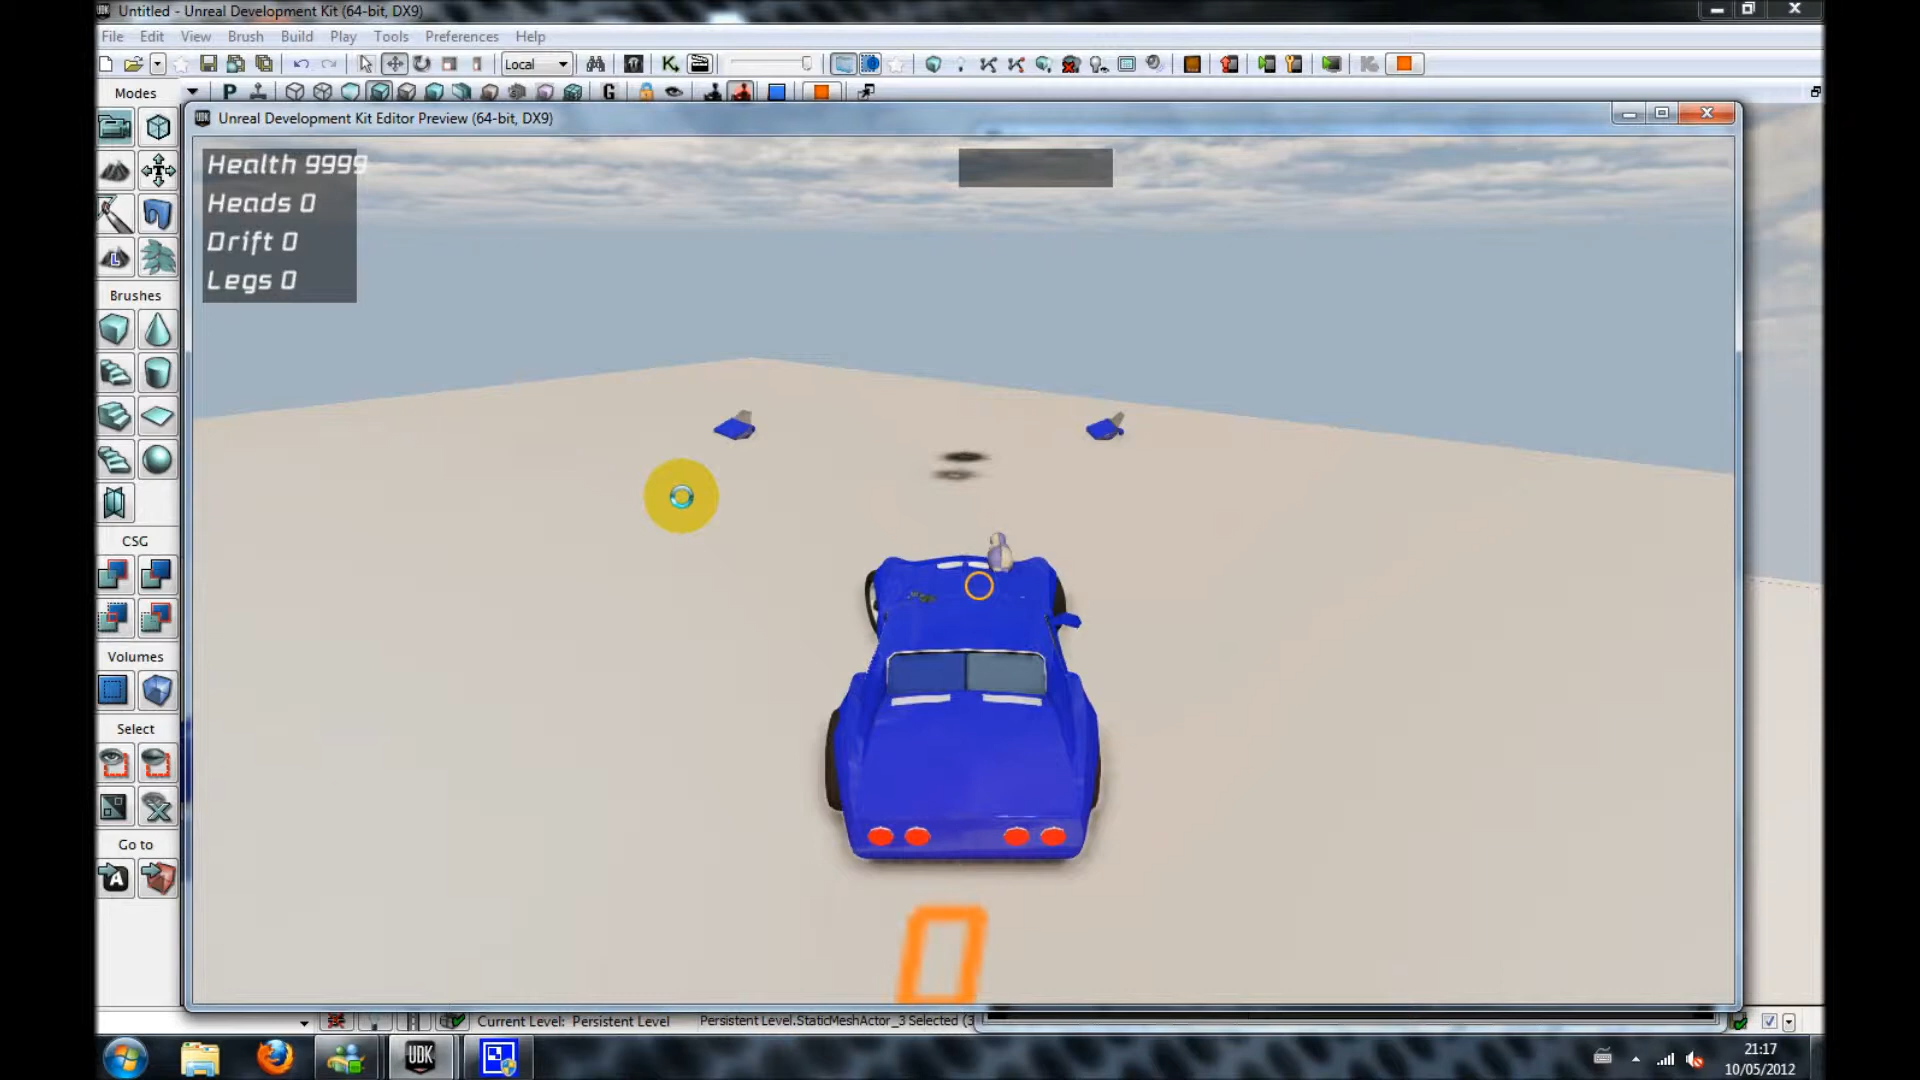 Untitled - Unreal Development Kit (64-bit, DX9)
File Edit View Brush Build Play Tools Preferences Help
Local
Modes
P G
Unreal Development Kit Editor Preview (64-bit, DX9)
Health 9999
Heads 0
Drift 0
Legs 0
Brushes
CSG
Volumes
Select
Go to
A
0
Current Level: Persistent Level Persistent Level.StaticMeshActor_3 Selected (3
UDK
21:17
10/05/2012